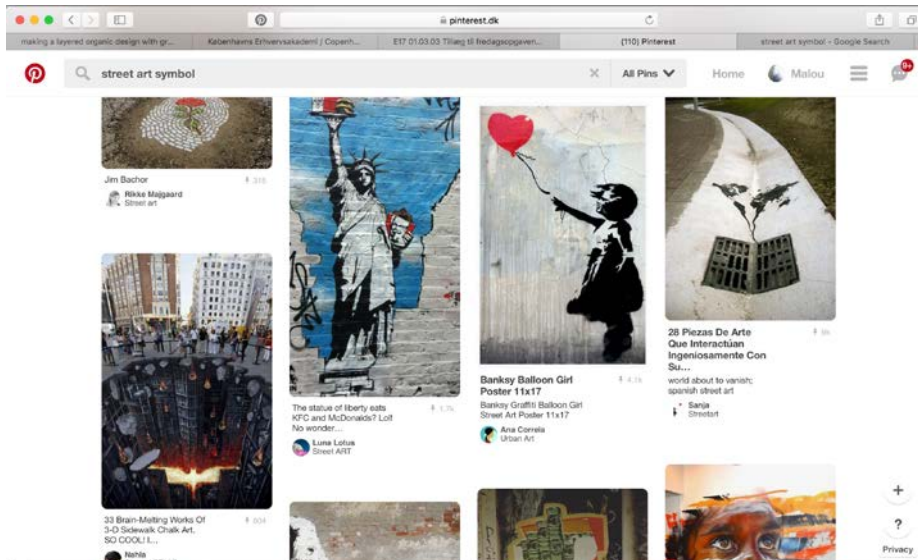 pinterest.dk
making a layered organic design with gr...
Københavns Erhvervsakademi | Copenh...
E17 01.03.03 Tillæg til fredagsopgaven...
(110) Pinterest
street art symbol - Google Search
street art symbol
All Pins
Home
Malou
9+
Jim Bachor
Rikke Majgaard
Street art
33 Brain-Melting Works Of
3-D Sidewalk Chalk Art.
SO COOL! I...
Nahla
The statue of liberty eats
KFC and McDonalds? Lol!
No wonder...
1,7k
Luna Lotus
Street ART
Banksy Balloon Girl
Poster 11x17
4,1k
Banksy Graffiti Balloon Girl
Street Art Poster 11x17
Ana Correia
Urban Art
28 Piezas De Arte
Que Interactúan
Ingeniosamente Con
Su...
world about to vanish;
spanish street art
Sanja
Streetart
+
?
Privacy